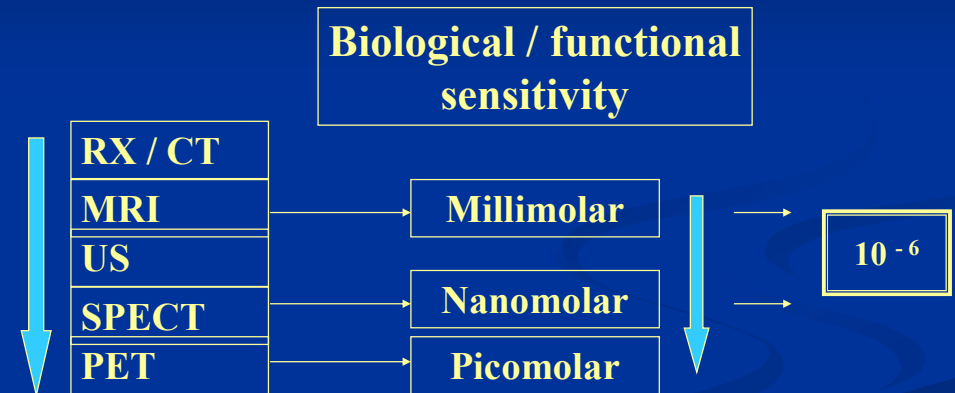 Biological / functional
sensitivity
RX / CT
MRI
Millimolar
10 - 6
US
SPECT
Nanomolar
PET
Picomolar